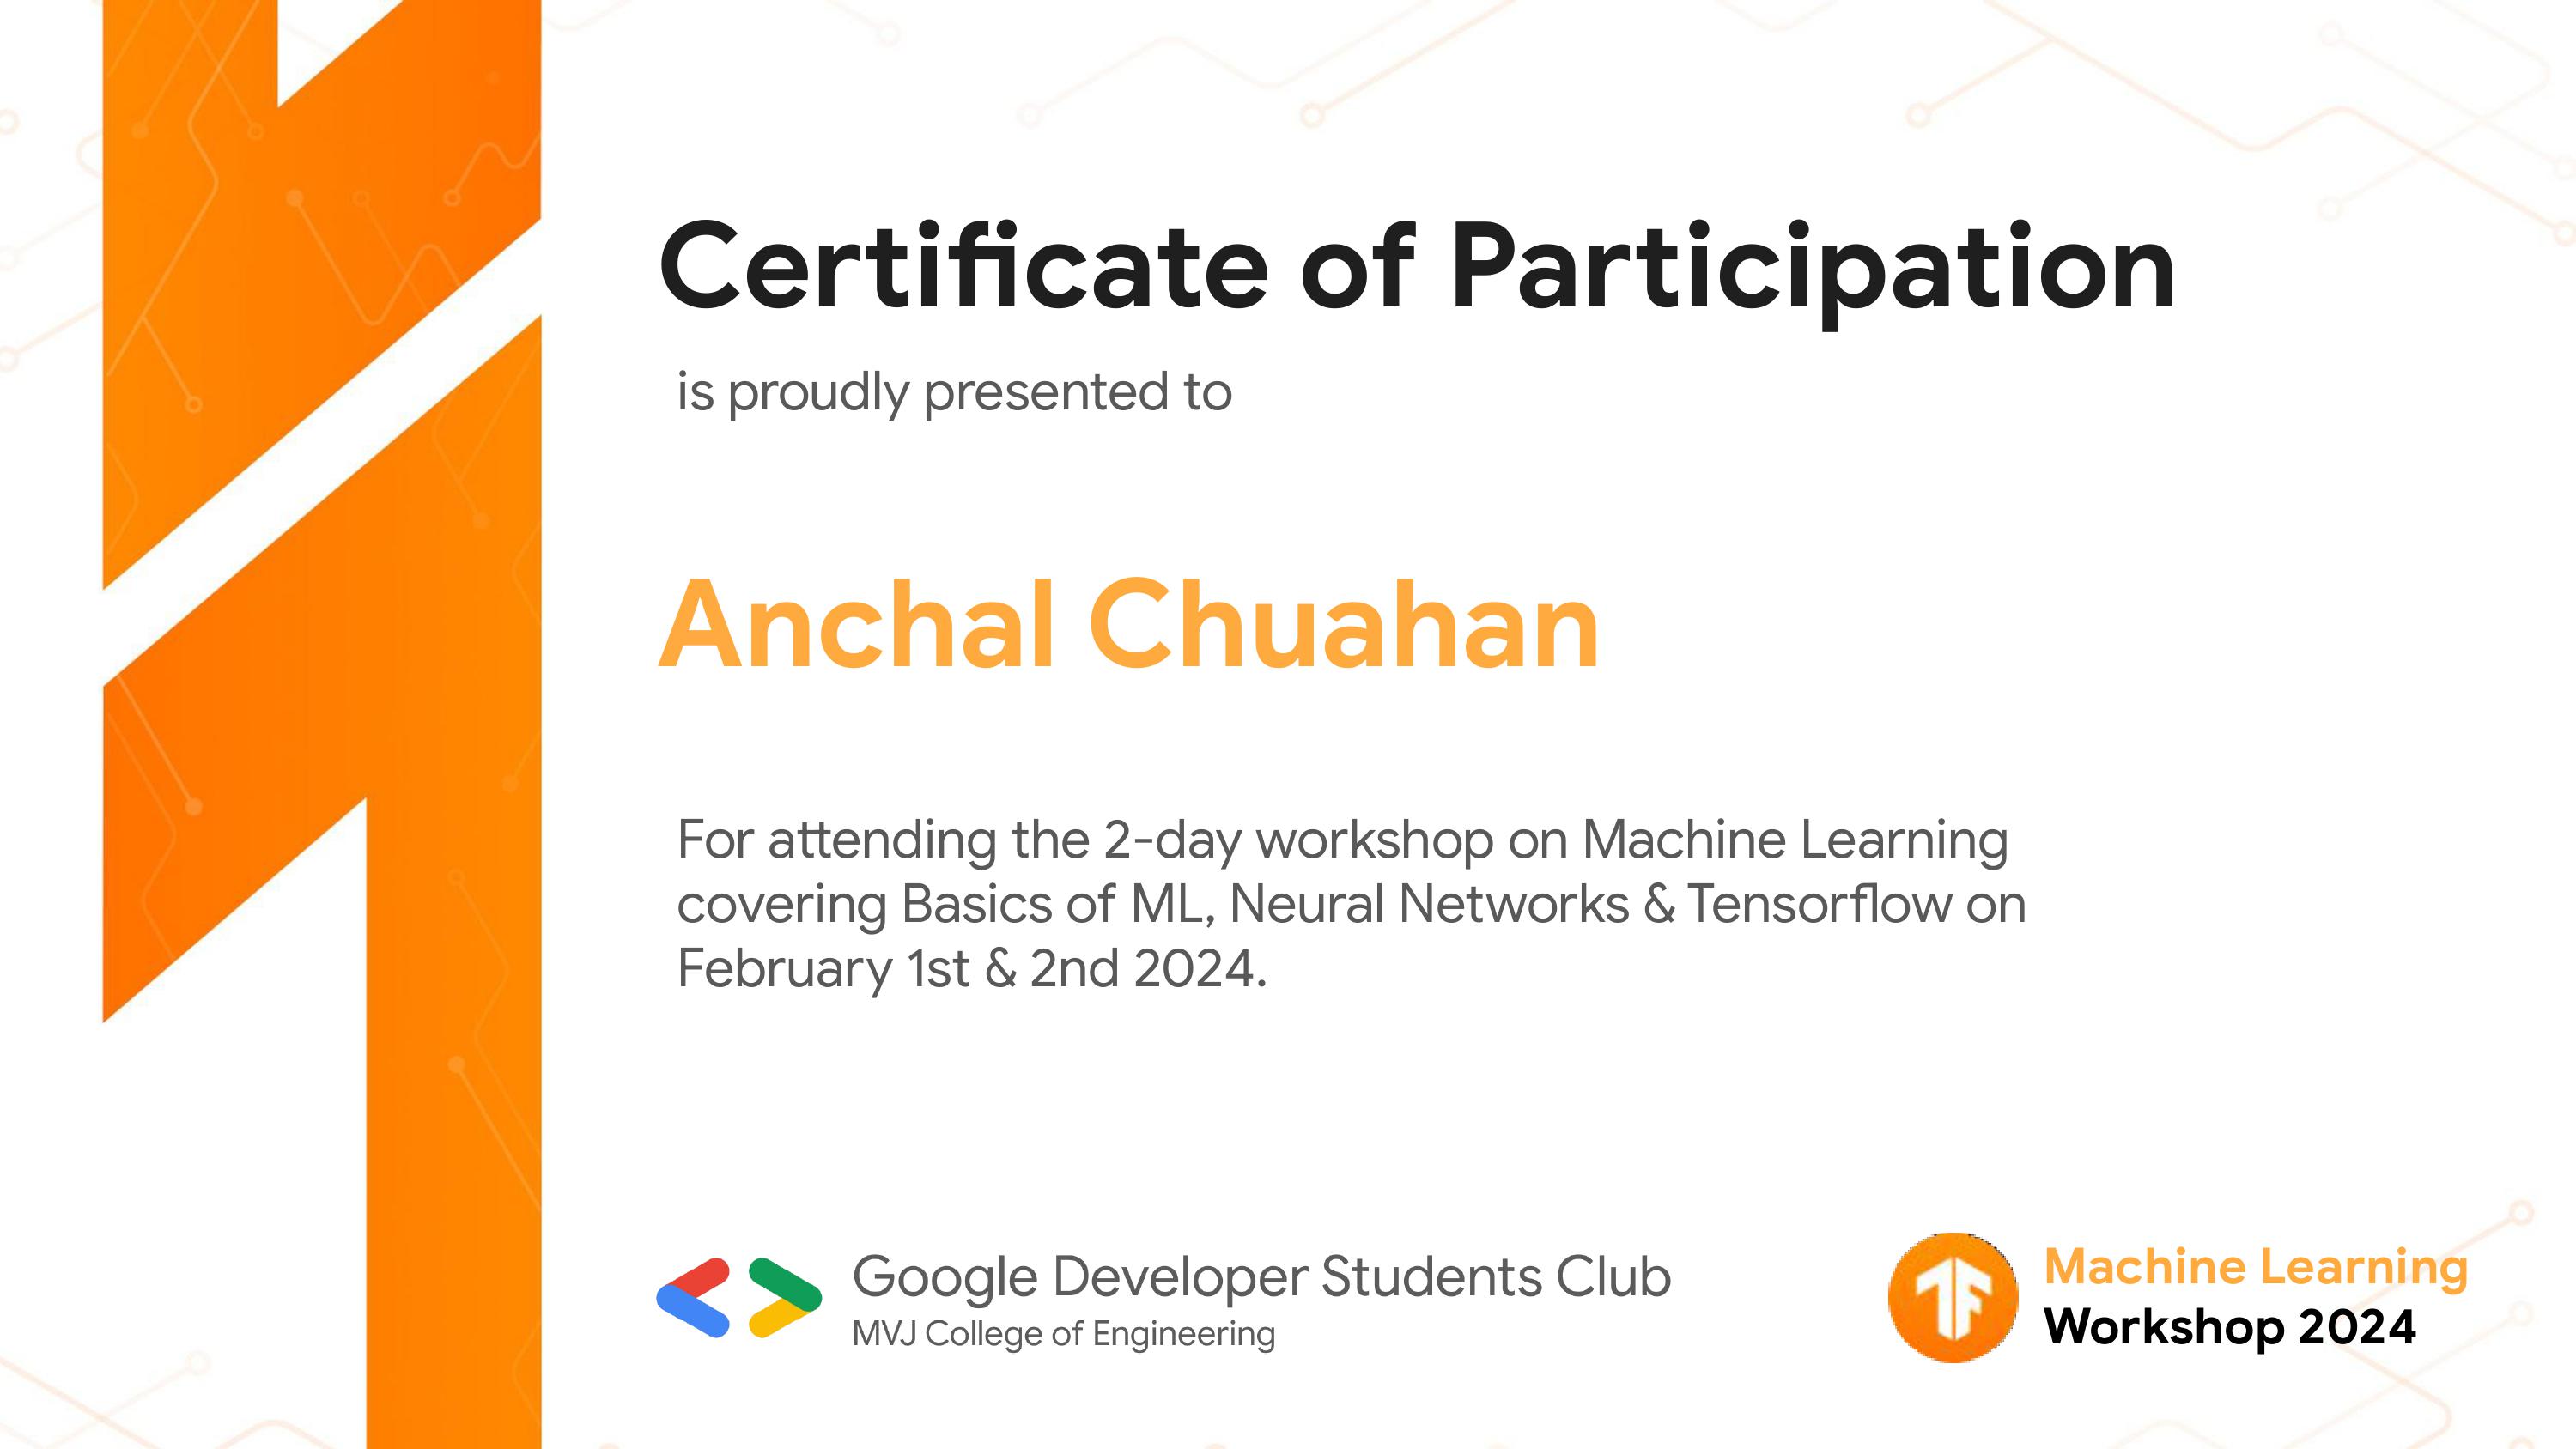 Certificate of Participation
is proudly presented to
Anchal Chuahan
For attending the 2-day workshop on Machine Learning
covering Basics of ML, Neural Networks & Tensorflow on
February 1st & 2nd 2024.
Google Developer Students Club
MVJ College of Engineering
TF
Machine Learning
Workshop 2024